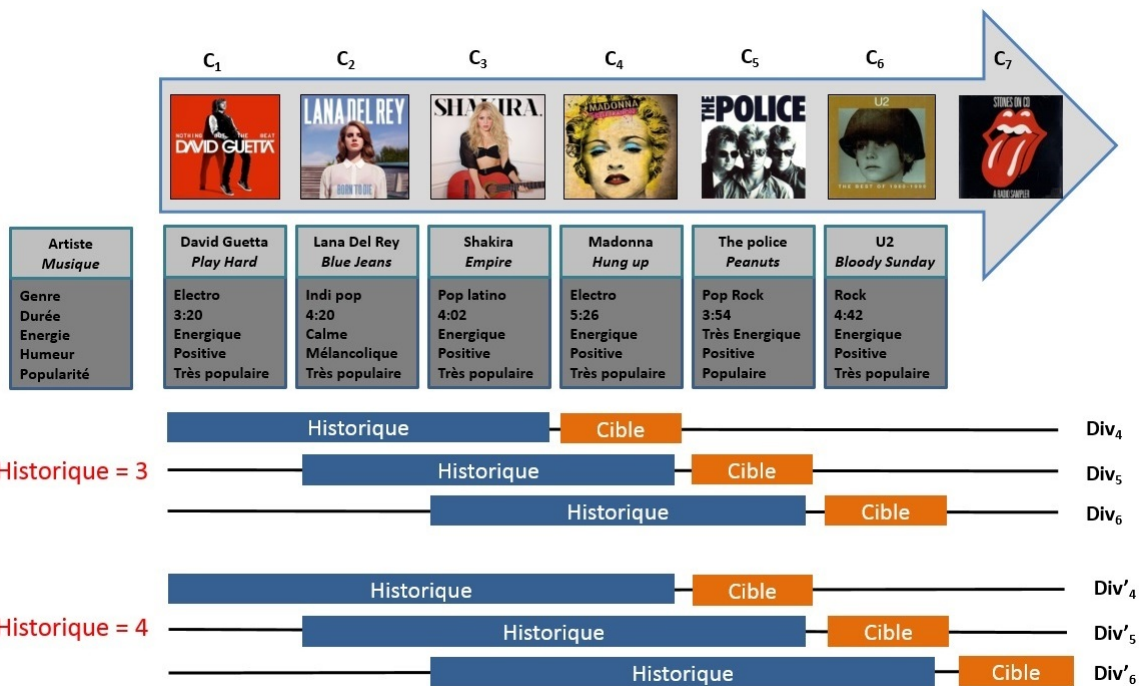 C1 C2 C3 C4 C5 C6 C7
NOTHING BUT THE BEAT
DAVID GUETTA
LANA DEL REY
BORN TO DIE
SHAKIRA.
MADONNA
THE POLICE
U2
THE BEST OF 1980-1990
STONES ON CD
A RADIO SAMPLER
Artiste
Musique
Genre
Durée
Energie
Humeur
Popularité
David Guetta
Play Hard
Electro
3:20
Energique
Positive
Très populaire
Lana Del Rey
Blue Jeans
Indi pop
4:20
Calme
Mélancolique
Très populaire
Shakira
Empire
Pop latino
4:02
Energique
Positive
Très populaire
Madonna
Hung up
Electro
5:26
Energique
Positive
Très populaire
The police
Peanuts
Pop Rock
3:54
Très Energique
Positive
Populaire
U2
Bloody Sunday
Rock
4:42
Energique
Positive
Très populaire
Historique = 3
Historique Cible Div4
Historique Cible Div5
Historique Cible Div6
Historique = 4
Historique Cible Div'4
Historique Cible Div'5
Historique Cible Div'6